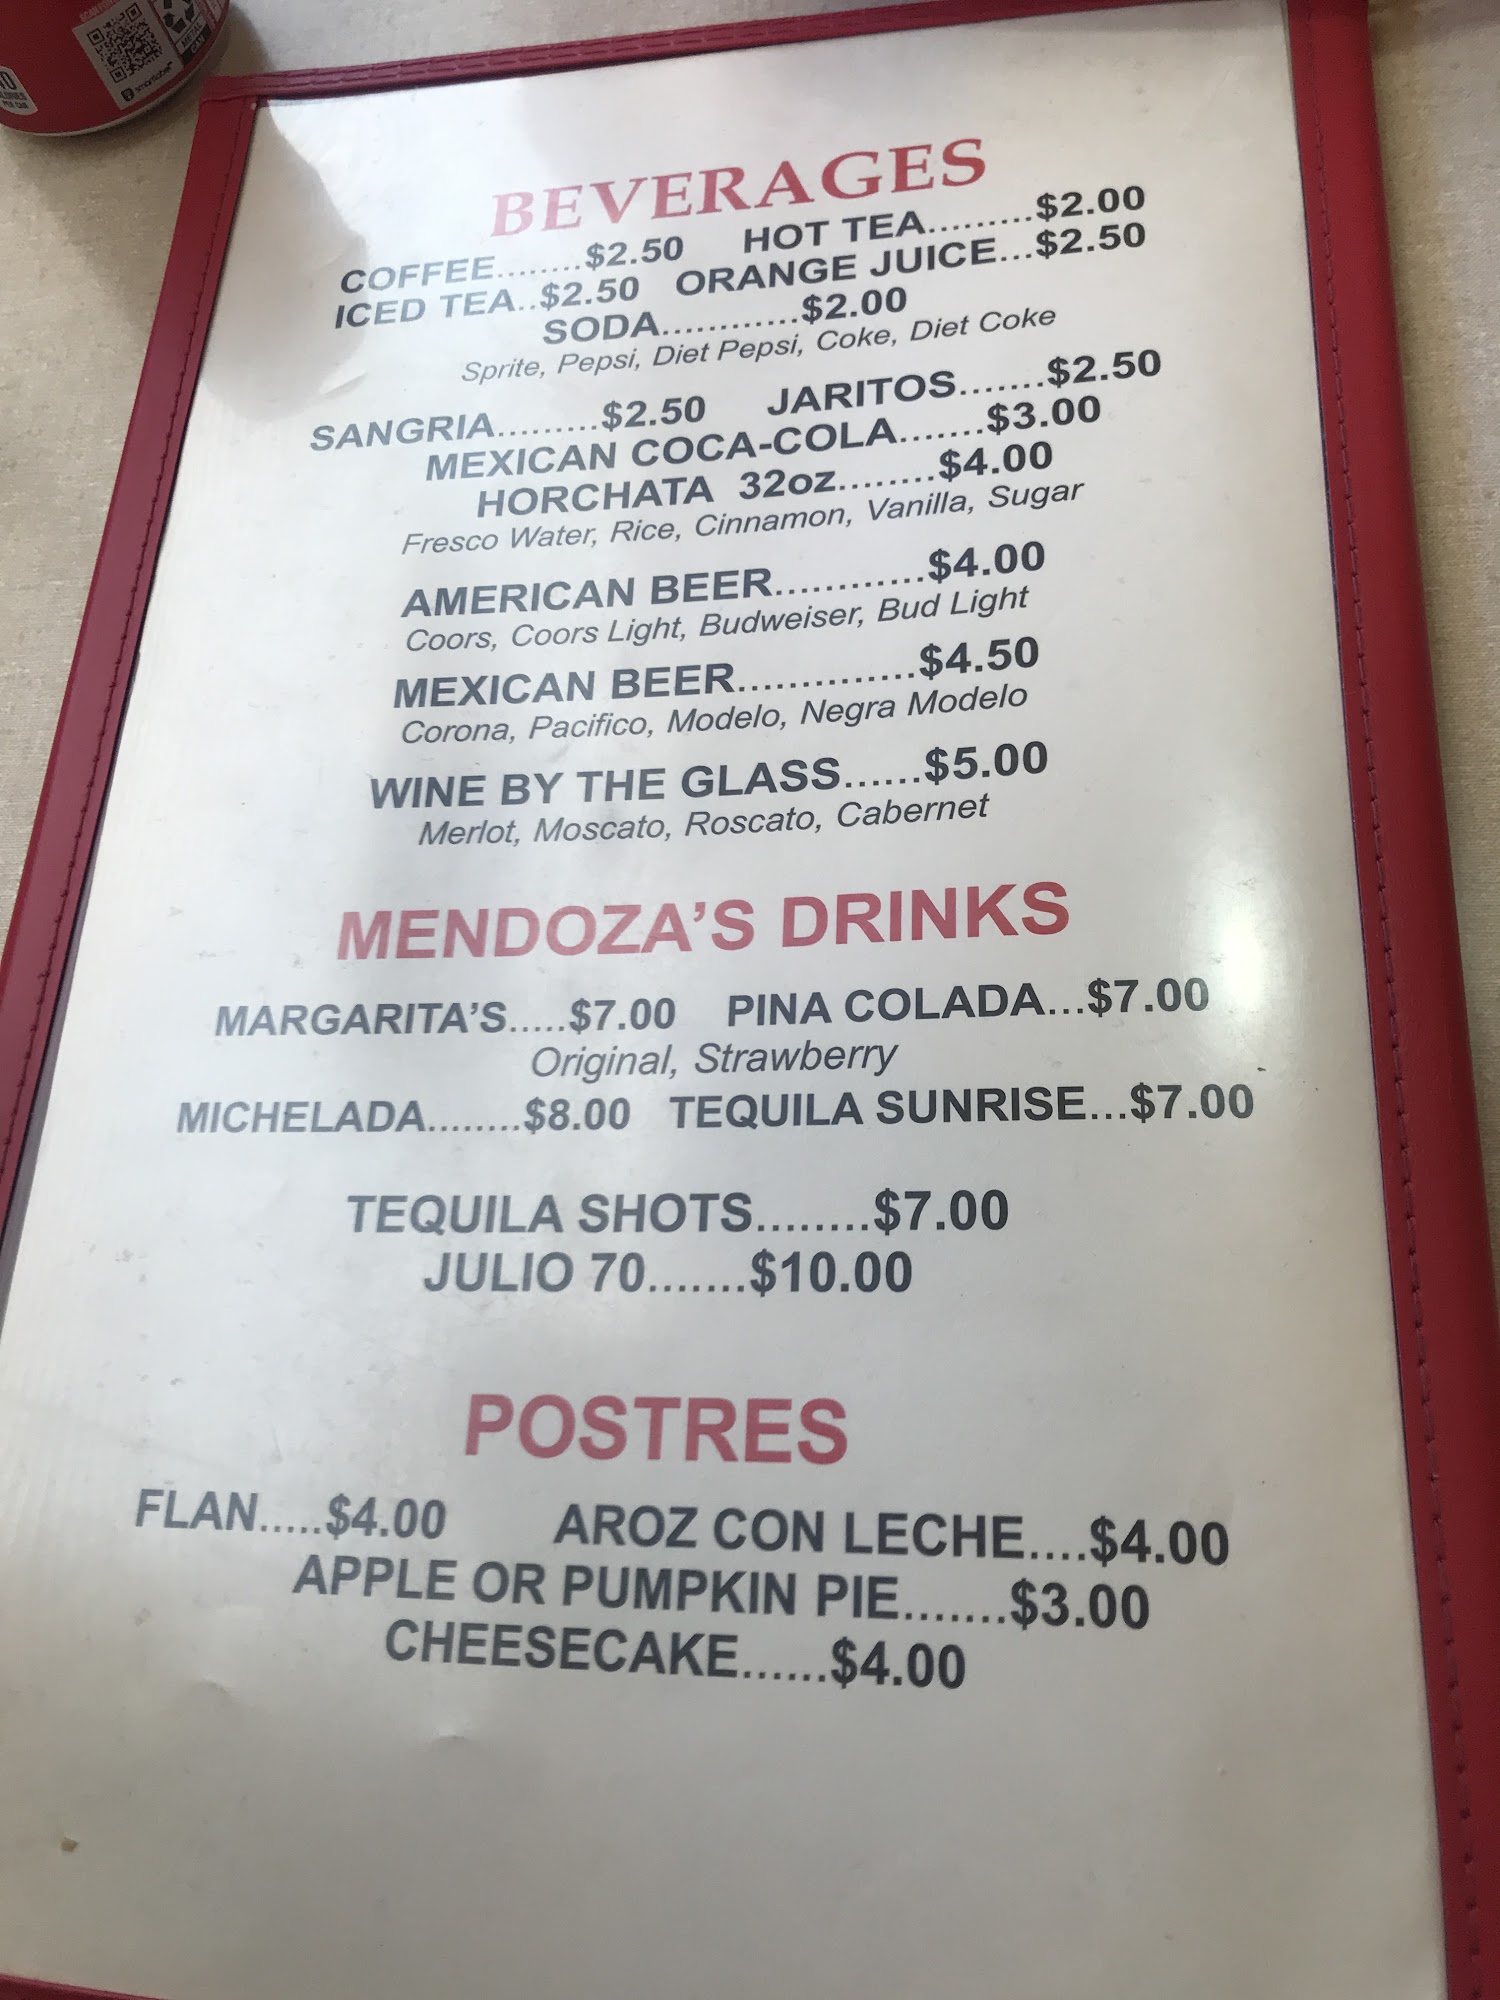 smartlabel
METAL
CAN
PER CAN
BEVERAGES
COFFEE........$2.50 HOT TEA.........$2.00
ICED TEA..$2.50 ORANGE JUICE...$2.50
SODA.............$2.00
Sprite, Pepsi, Diet Pepsi, Coke, Diet Coke
SANGRIA.........$2.50 JARITOS.......$2.50
MEXICAN COCA-COLA.......$3.00
HORCHATA 32oz........$4.00
Fresco Water, Rice, Cinnamon, Vanilla, Sugar
AMERICAN BEER............$4.00
Coors, Coors Light, Budweiser, Bud Light
MEXICAN BEER..............$4.50
Corona, Pacifico, Modelo, Negra Modelo
WINE BY THE GLASS......$5.00
Merlot, Moscato, Roscato, Cabernet
MENDOZA'S DRINKS
MARGARITA'S.....$7.00 PINA COLADA...$7.00
Original, Strawberry
MICHELADA........$8.00 TEQUILA SUNRISE...$7.00
TEQUILA SHOTS........$7.00
JULIO 70.......$10.00
POSTRES
FLAN.....$4.00 AROZ CON LECHE....$4.00
APPLE OR PUMPKIN PIE.......$3.00
CHEESECAKE......$4.00